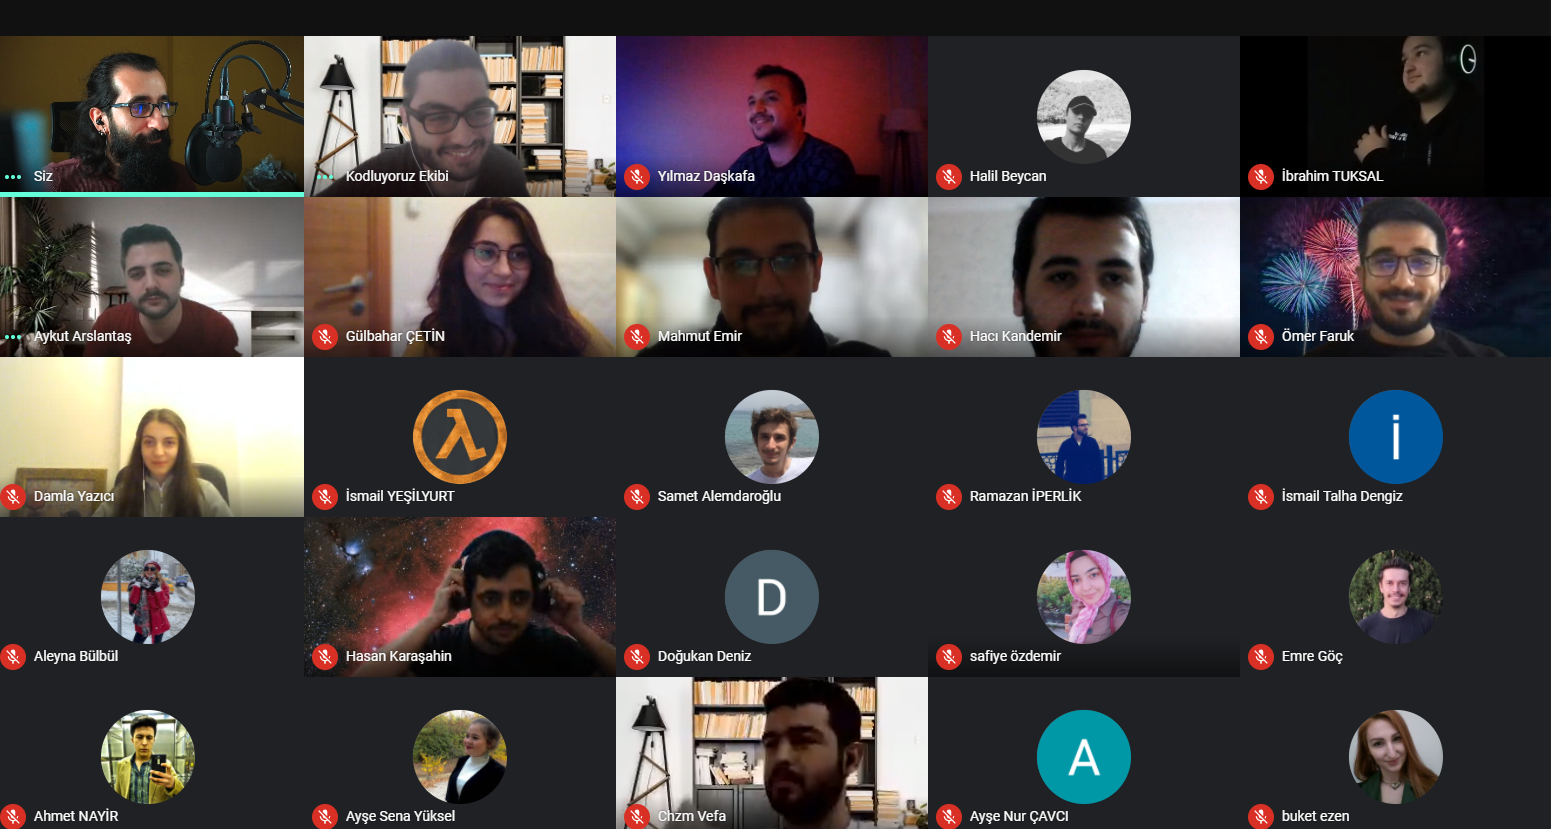 Siz
Kodluyoruz Ekibi
Yılmaz Daşkafa
Halil Beycan
İbrahim TUKSAL
Aykut Arslantaş
Gülbahar ÇETİN
Mahmut Emir
Hacı Kandemir
Ömer Faruk
Damla Yazıcı
λ
İsmail YEŞİLYURT
Samet Alemdaroğlu
Ramazan İPERLİK
İ
İsmail Talha Dengiz
Aleyna Bülbül
Hasan Karaşahin
D
Doğukan Deniz
safiye özdemir
Emre Göç
Ahmet NAYİR
Ayşe Sena Yüksel
Chzm Vefa
A
Ayşe Nur ÇAVCI
buket ezen